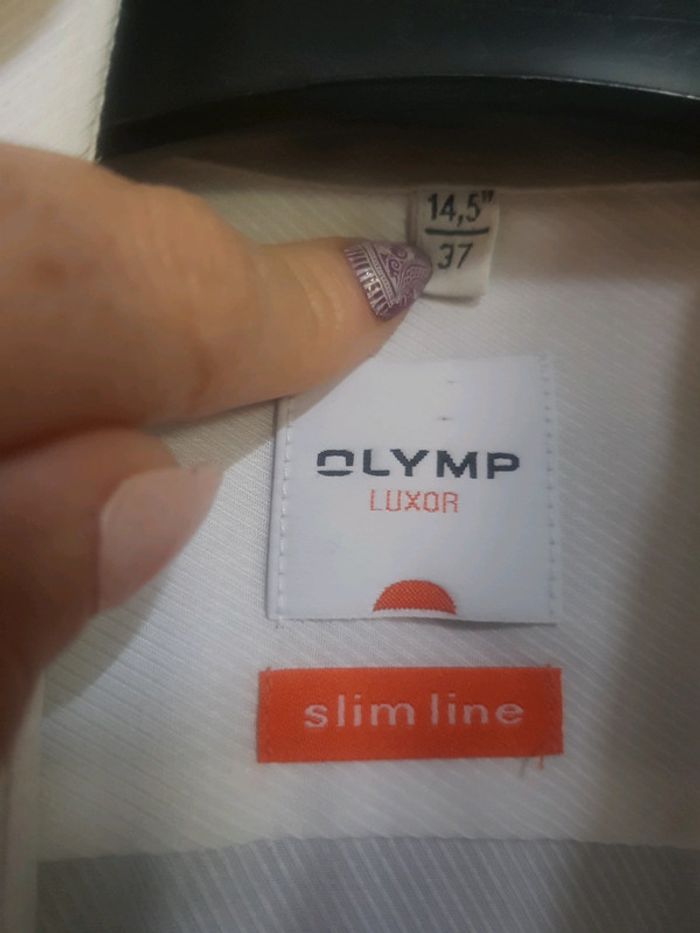 14,5"
37
OLYMP
LUXOR
slim line